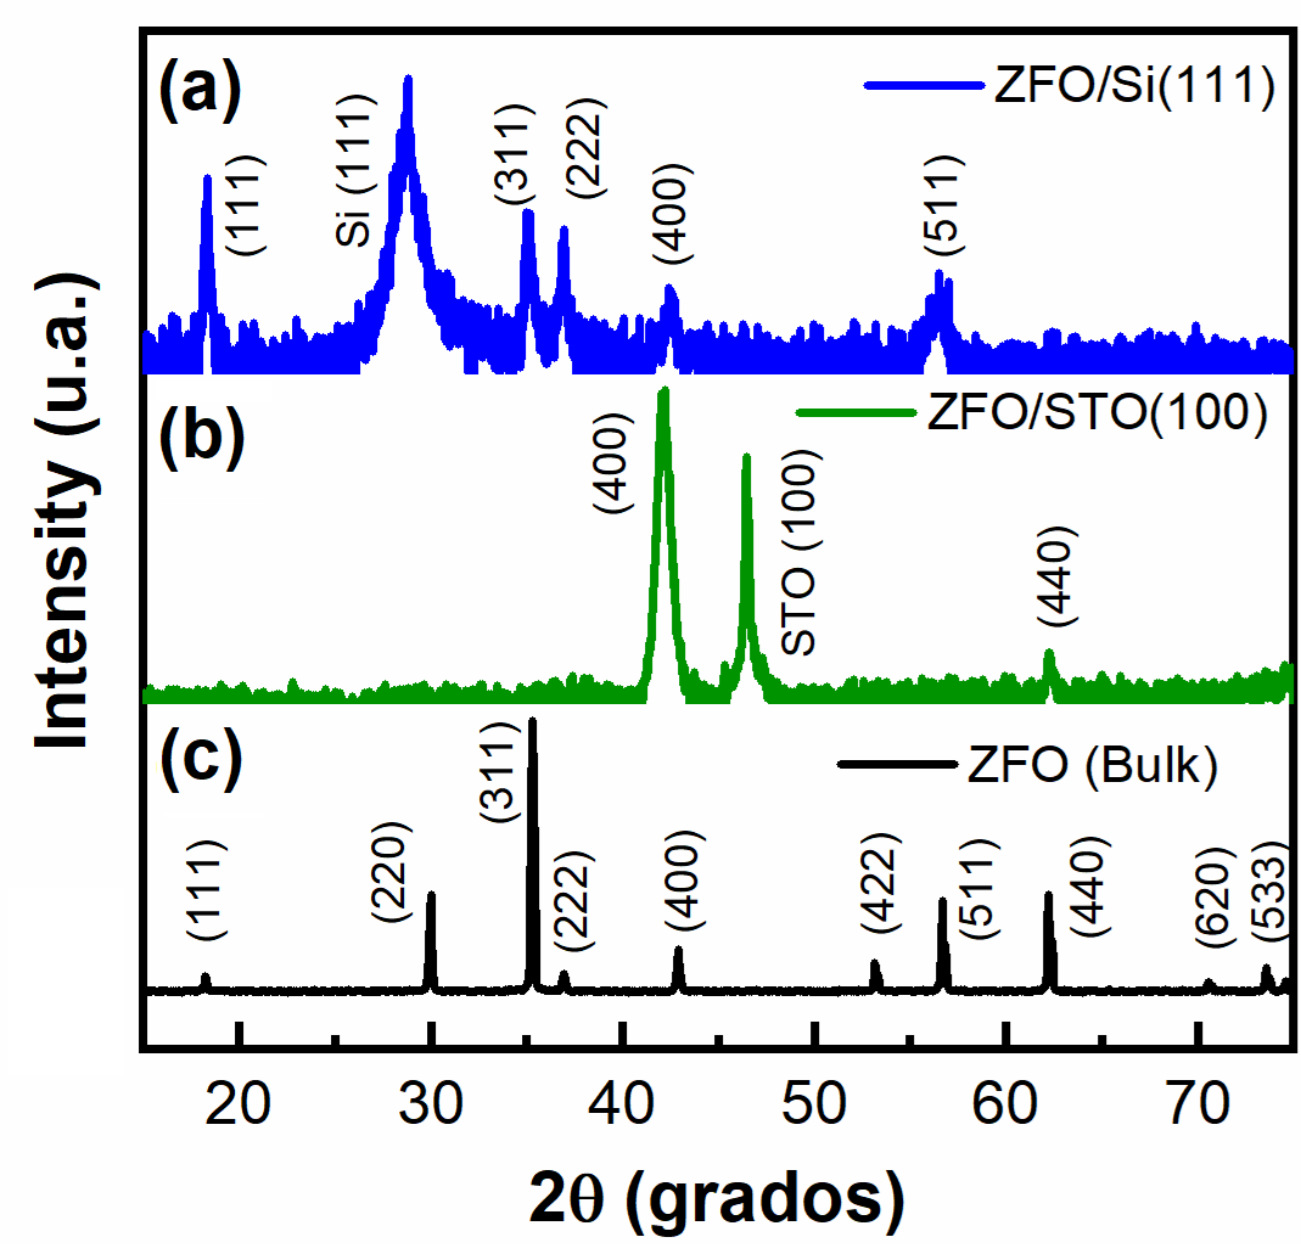 (a)
ZFO/Si(111)
(111)
Si (111)
(311)
(222)
(400)
(511)
(b)
ZFO/STO(100)
(400)
STO (100)
(440)
(c)
ZFO (Bulk)
(111)
(220)
(311)
(222)
(400)
(422)
(511)
(440)
(620)
(533)
Intensity (u.a.)
20 30 40 50 60 70
2θ (grados)